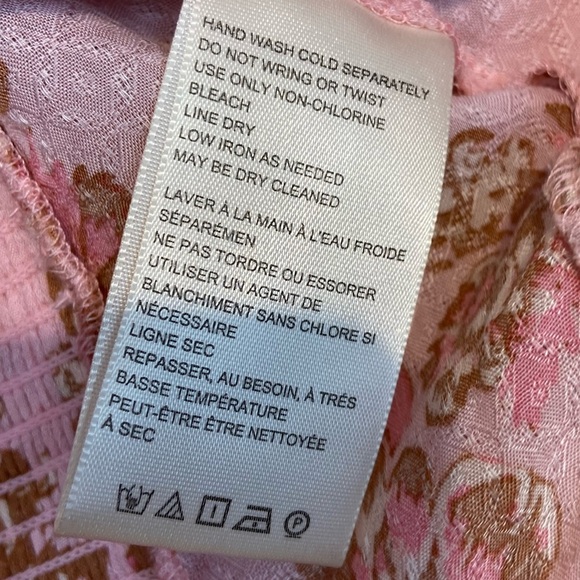 HAND WASH COLD SEPARATELY
DO NOT WRING OR TWIST
USE ONLY NON-CHLORINE
BLEACH
LINE DRY
LOW IRON AS NEEDED
MAY BE DRY CLEANED
LAVER À LA MAIN À L'EAU FROIDE
SÉPARÉMEN
NE PAS TORDRE OU ESSORER
UTILISER UN AGENT DE
BLANCHIMENT SANS CHLORE SI
NÉCESSAIRE
LIGNE SEC
REPASSER, AU BESOIN, À TRÉS
BASSE TEMPÉRATURE
PEUT-ÊTRE ÊTRE NETTOYÉE
À SEC
P